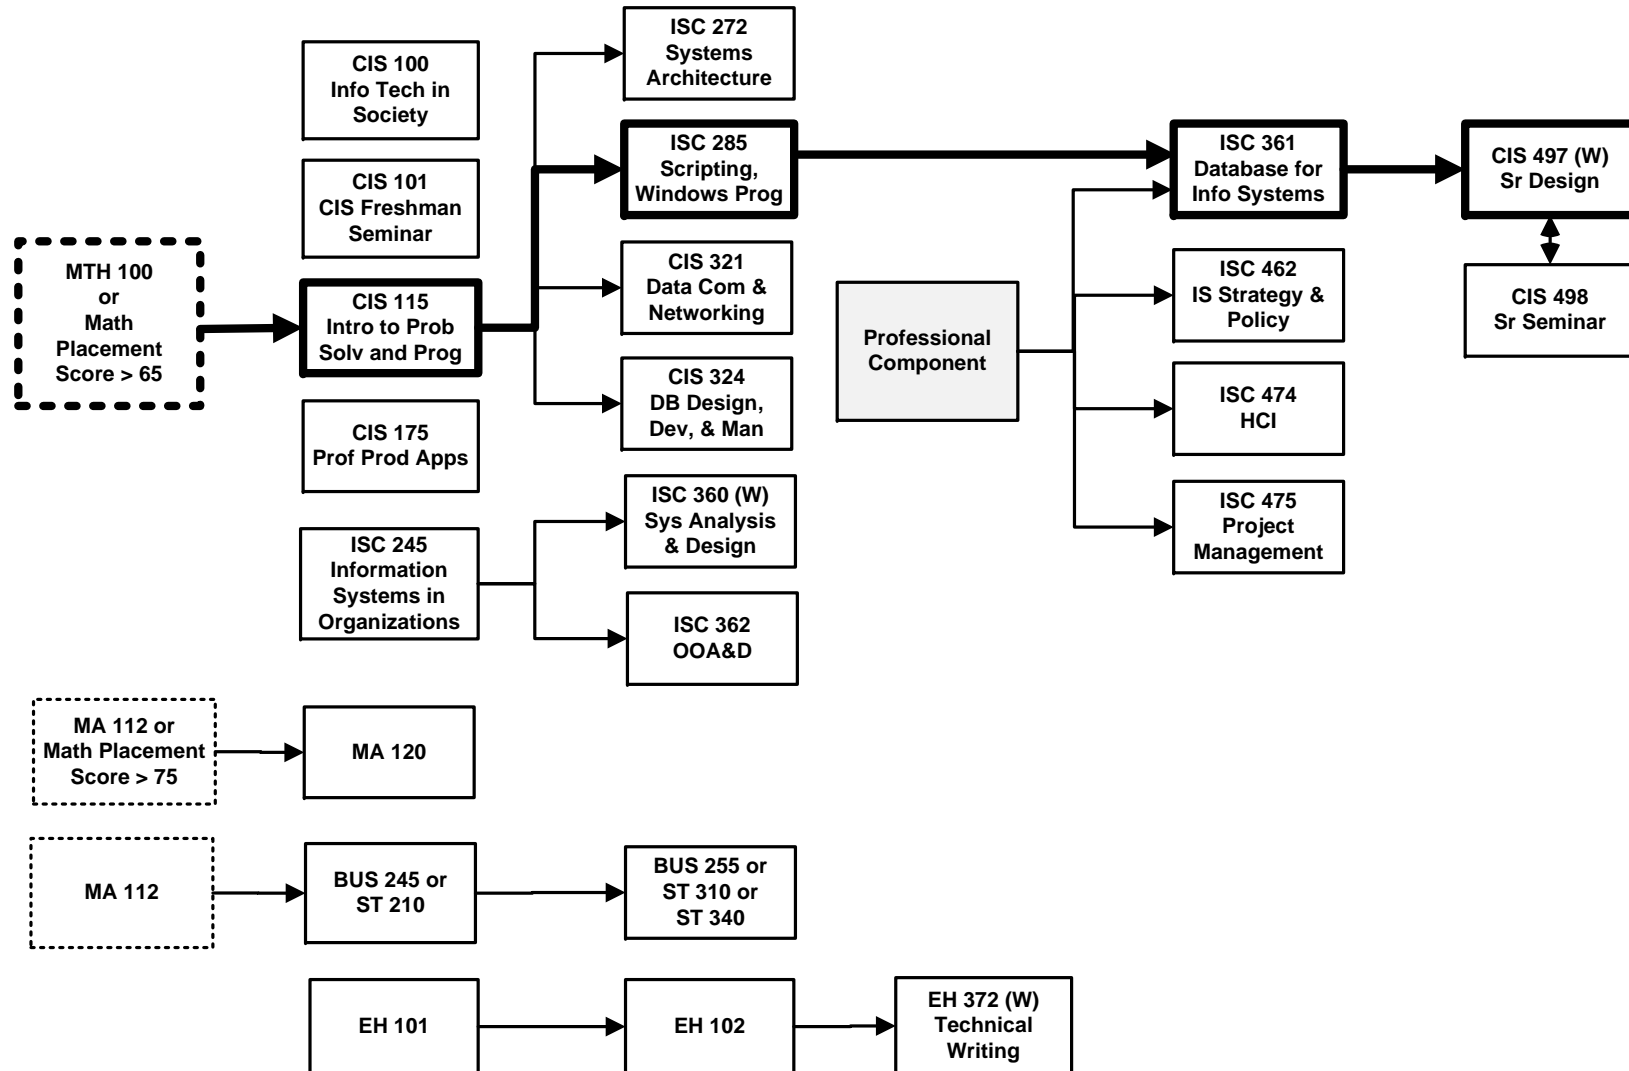 CIS 100
Info Tech in
Society
CIS 101
CIS Freshman
Seminar
MTH 100
or
Math
Placement
Score > 65
CIS 115
Intro to Prob
Solv and Prog
CIS 175
Prof Prod Apps
ISC 245
Information
Systems in
Organizations
ISC 272
Systems
Architecture
ISC 285
Scripting,
Windows Prog
CIS 321
Data Com &
Networking
CIS 324
DB Design,
Dev, & Man
ISC 360 (W)
Sys Analysis
& Design
ISC 362
OOA&D
Professional
Component
ISC 361
Database for
Info Systems
ISC 462
IS Strategy &
Policy
ISC 474
HCI
ISC 475
Project
Management
CIS 497 (W)
Sr Design
CIS 498
Sr Seminar
MA 112 or
Math Placement
Score > 75
MA 120
MA 112
BUS 245 or
ST 210
BUS 255 or
ST 310 or
ST 340
EH 101
EH 102
EH 372 (W)
Technical
Writing